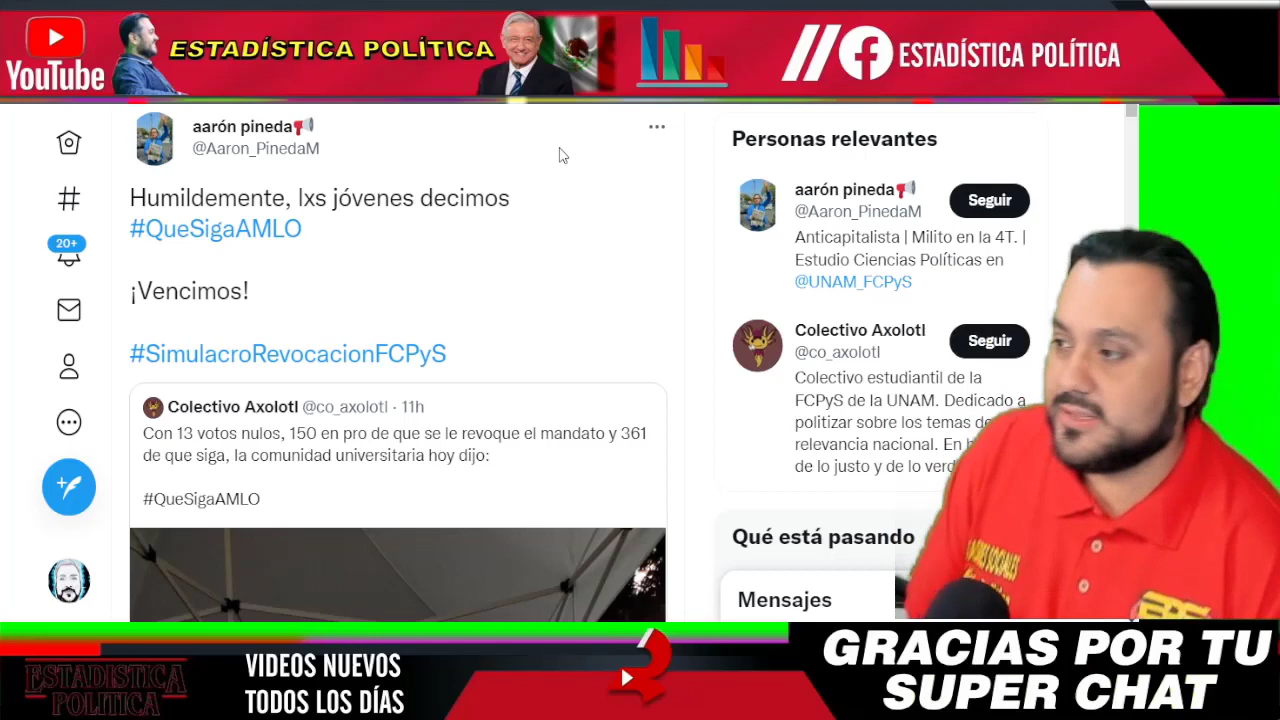 YouTube
ESTADÍSTICA POLÍTICA
ESTADÍSTICA POLÍTICA
aarón pineda
@Aaron_PinedaM
Humildemente, lxs jóvenes decimos
#QueSigaAMLO
¡Vencimos!
#SimulacroRevocacionFCPyS
Colectivo Axolotl @co_axolotl · 11h
Con 13 votos nulos, 150 en pro de que se le revoque el mandato y 361
de que siga, la comunidad universitaria hoy dijo:
#QueSigaAMLO
20+
Personas relevantes
aarón pineda
@Aaron_PinedaM
Seguir
Anticapitalista | Milito en la 4T. |
Estudio Ciencias Políticas en
@UNAM_FCPyS
Colectivo Axolotl
@co_axolotl
Seguir
Colectivo estudiantil de la
FCPyS de la UNAM. Dedicado a
politizar sobre los temas de
relevancia nacional. En
de lo justo y de lo
Qué está pasando
Mensajes
ESTADISTICA
POLITICA
VIDEOS NUEVOS
TODOS LOS DÍAS
GRACIAS POR TU
SUPER CHAT